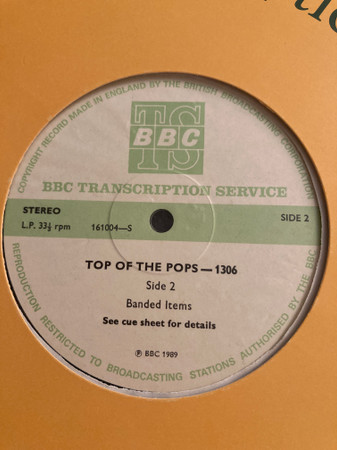 COPYRIGHT RECORD MADE IN ENGLAND BY THE BRITISH BROADCASTING CORPORATION
TS
BBC
BBC TRANSCRIPTION SERVICE
STEREO
SIDE 2
L.P. 33⅓ rpm
161004—S
TOP OF THE POPS — 1306
Side 2
Banded Items
See cue sheet for details
℗ BBC 1989
REPRODUCTION RESTRICTED TO BROADCASTING STATIONS AUTHORISED BY THE BBC